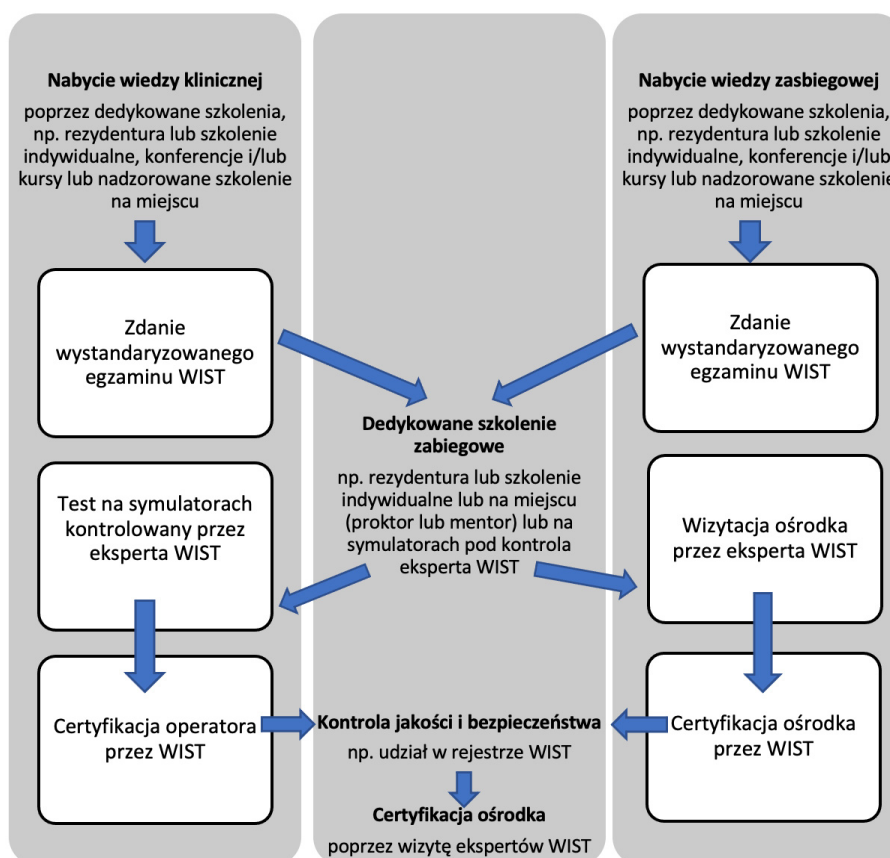 Nabycie wiedzy klinicznej
poprzez dedykowane szkolenia,
np. rezydentura lub szkolenie
indywidualne, konferencje i/lub
kursy lub nadzorowane szkolenie
na miejscu
Zdanie
wystandaryzowanego
egzaminu WIST
Test na symulatorach
kontrolowany przez
eksperta WIST
Certyfikacja operatora
przez WIST
Dedykowane szkolenie
zabiegowe
np. rezydentura lub szkolenie
indywidualne lub na miejscu
(proktor lub mentor) lub na
symulatorach pod kontrola
eksperta WIST
Kontrola jakości i bezpieczeństwa
np. udział w rejestrze WIST
Certyfikacja ośrodka
poprzez wizytę ekspertów WIST
Nabycie wiedzy zasbiegowej
poprzez dedykowane szkolenia,
np. rezydentura lub szkolenie
indywidualne, konferencje i/lub
kursy lub nadzorowane szkolenie
na miejscu
Zdanie
wystandaryzowanego
egzaminu WIST
Wizytacja ośrodka
przez eksperta WIST
Certyfikacja ośrodka
przez WIST